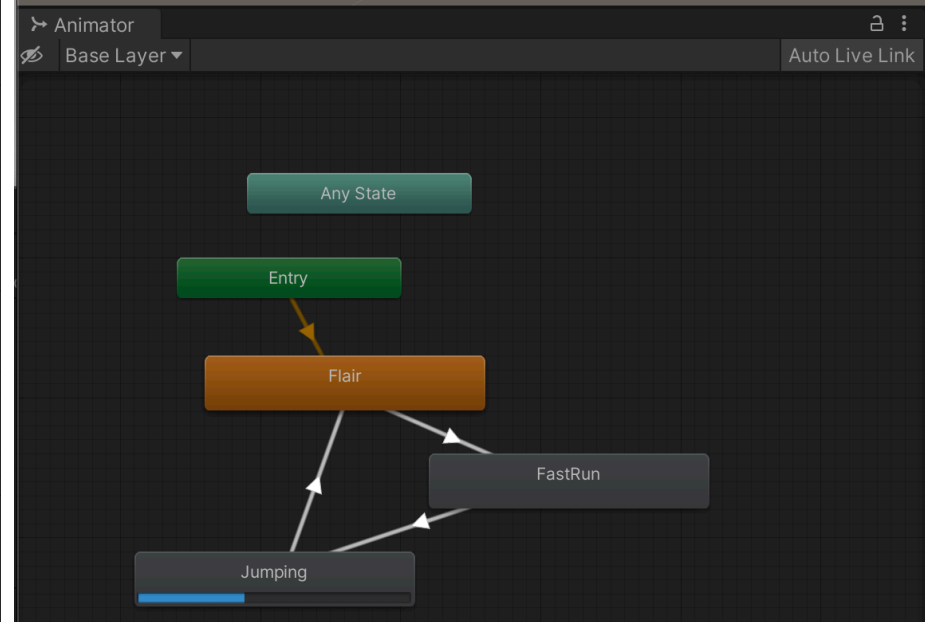 Animator
Base Layer
Auto Live Link
Any State
Entry
Flair
FastRun
Jumping